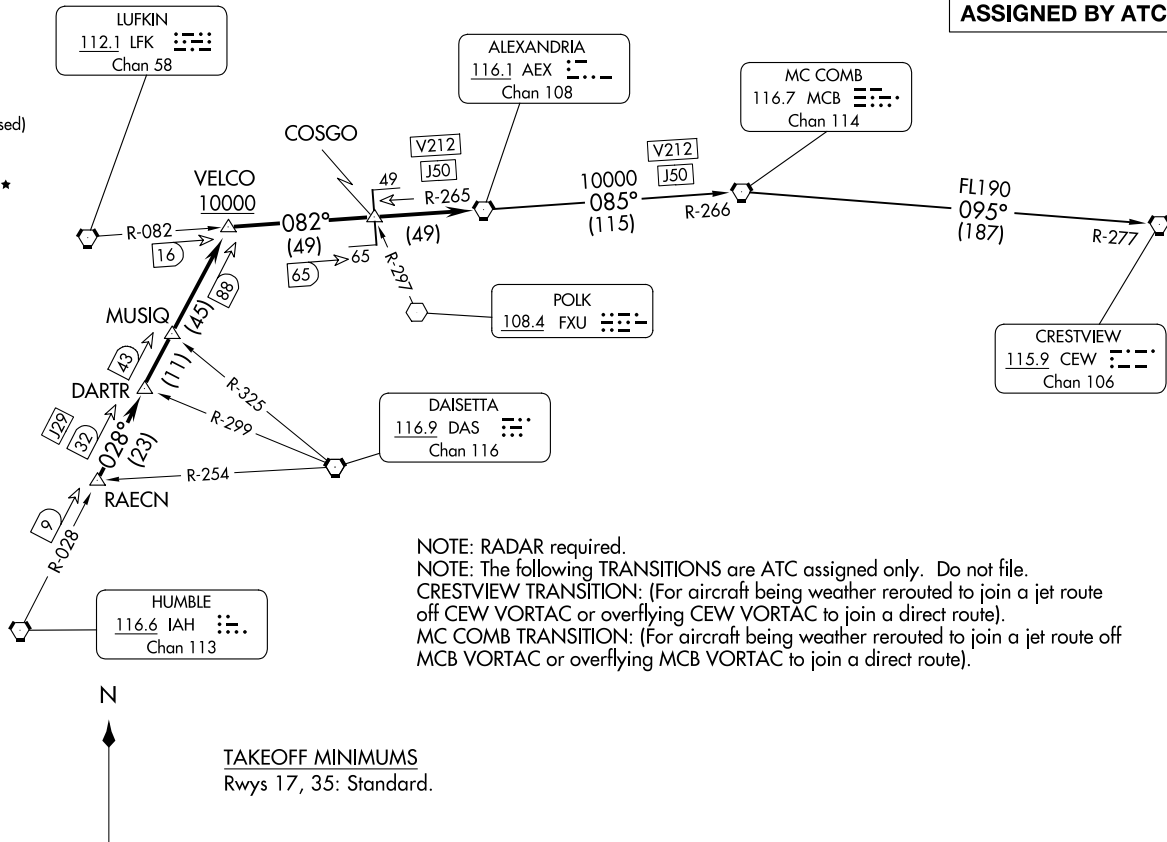 ASSIGNED BY ATC
LUFKIN
112.1 LFK
Chan 58
ALEXANDRIA
116.1 AEX
Chan 108
MC COMB
116.7 MCB
Chan 114
sed)
COSGO
V212
J50
V212
J50
VELCO
10000
49
R-265
10000
085°
(115)
R-266
FL190
095°
(187)
R-277
R-082
16
082°
(49)
(49)
65
65
R-297
88
POLK
108.4 FXU
MUSIQ
(45)
CRESTVIEW
115.9 CEW
Chan 106
43
(11)
DARTR
R-325
R-299
DAISETTA
116.9 DAS
Chan 116
J29
32
028°
(23)
R-254
RAECN
9
R-028
HUMBLE
116.6 IAH
Chan 113
NOTE: RADAR required.
NOTE: The following TRANSITIONS are ATC assigned only. Do not file.
CRESTVIEW TRANSITION: (For aircraft being weather rerouted to join a jet route
off CEW VORTAC or overflying CEW VORTAC to join a direct route).
MC COMB TRANSITION: (For aircraft being weather rerouted to join a jet route off
MCB VORTAC or overflying MCB VORTAC to join a direct route).
N
TAKEOFF MINIMUMS
Rwys 17, 35: Standard.